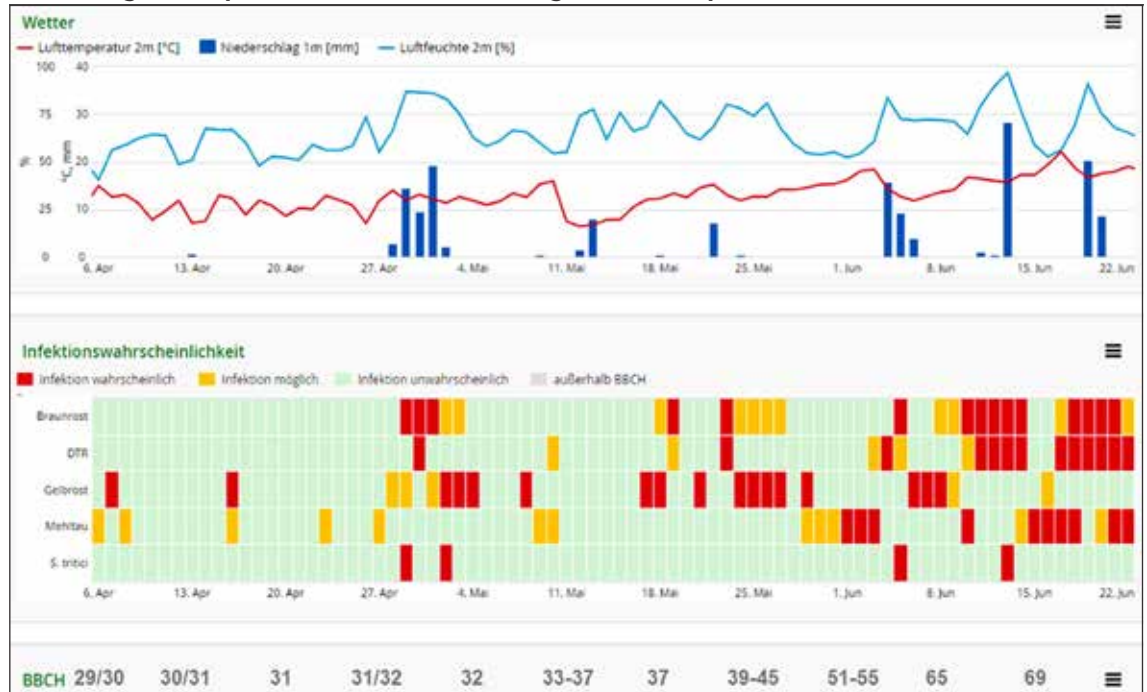 Wetter
Lufttemperatur 2m [°C] Niederschlag 1m [mm] Luftfeuchte 2m [%]
100 40
75 30
% 50 °C, mm 20
25 10
0 0
6. Apr 13. Apr 20. Apr 27. Apr 4. Mai 11. Mai 18. Mai 25. Mai 1. Jun 8. Jun 15. Jun 22. Jun
Infektionswahrscheinlichkeit
Infektion wahrscheinlich Infektion möglich Infektion unwahrscheinlich außerhalb BBCH
Braunrost
DTR
Gelbrost
Mehltau
S. tritici
6. Apr 13. Apr 20. Apr 27. Apr 4. Mai 11. Mai 18. Mai 25. Mai 1. Jun 8. Jun 15. Jun 22. Jun
BBCH 29/30 30/31 31 31/32 32 33-37 37 39-45 51-55 65 69